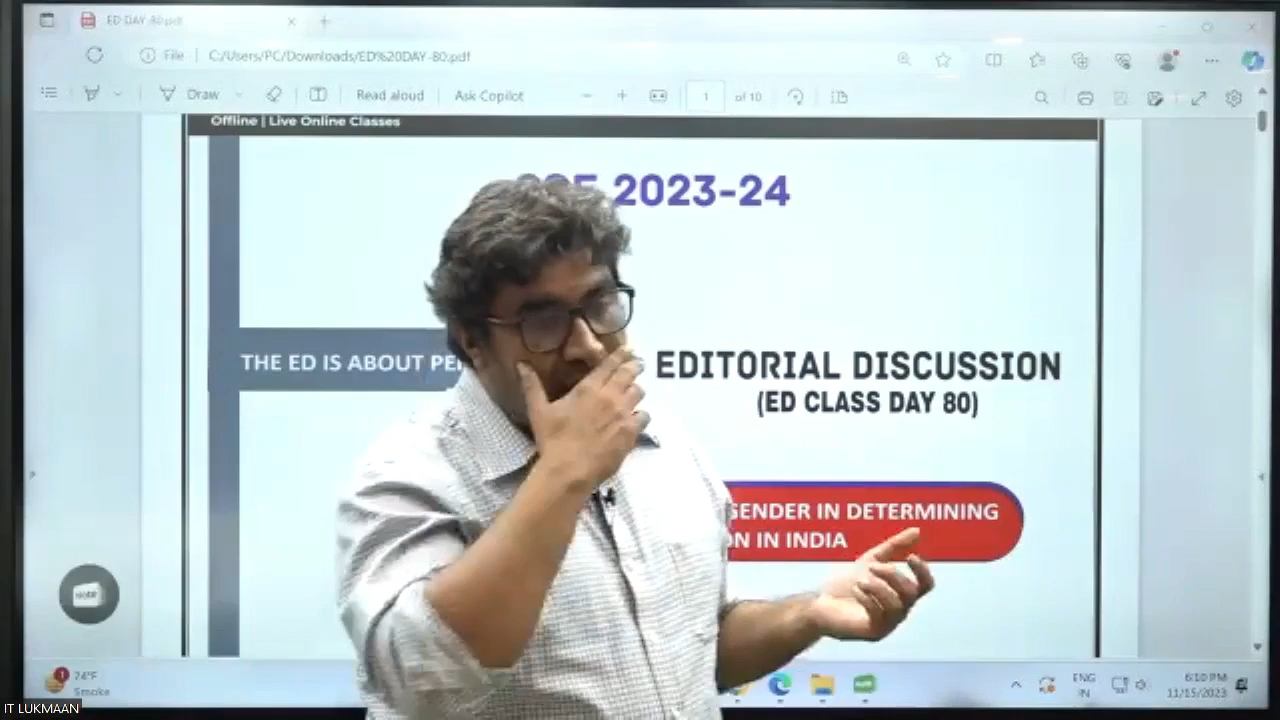 ED DAY-80.pdf
File
C:/Users/PC/Downloads/ED%20DAY-80.pdf
Draw
Read aloud
Ask Copilot
1
of 10
Offline | Live Online Classes
2023-24
THE ED IS ABOUT
EDITORIAL DISCUSSION
(ED CLASS DAY 80)
GENDER IN DETERMINING
IN INDIA
1
74°F
Smoke
ENG
IN
6:10 PM
11/15/2023
IT LUKMAAN